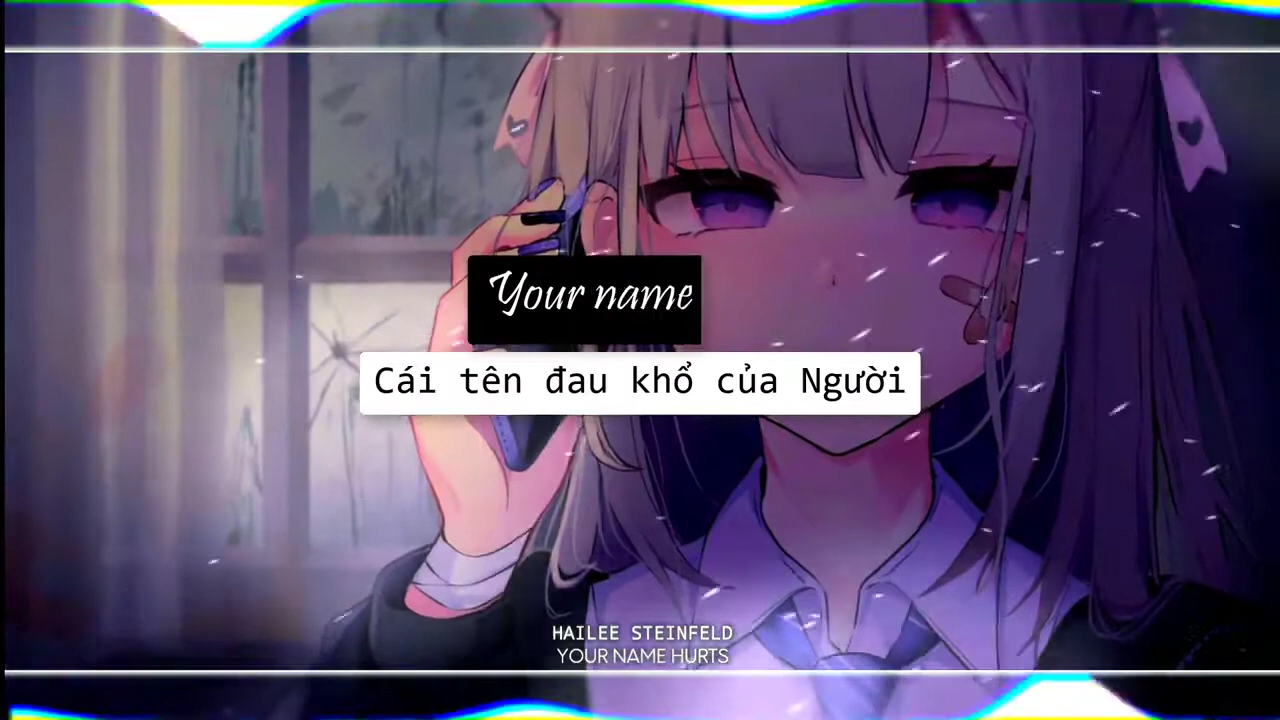 Your name
Cái tên đau khổ của Người
HAILEE STEINFELD
YOUR NAME HURTS